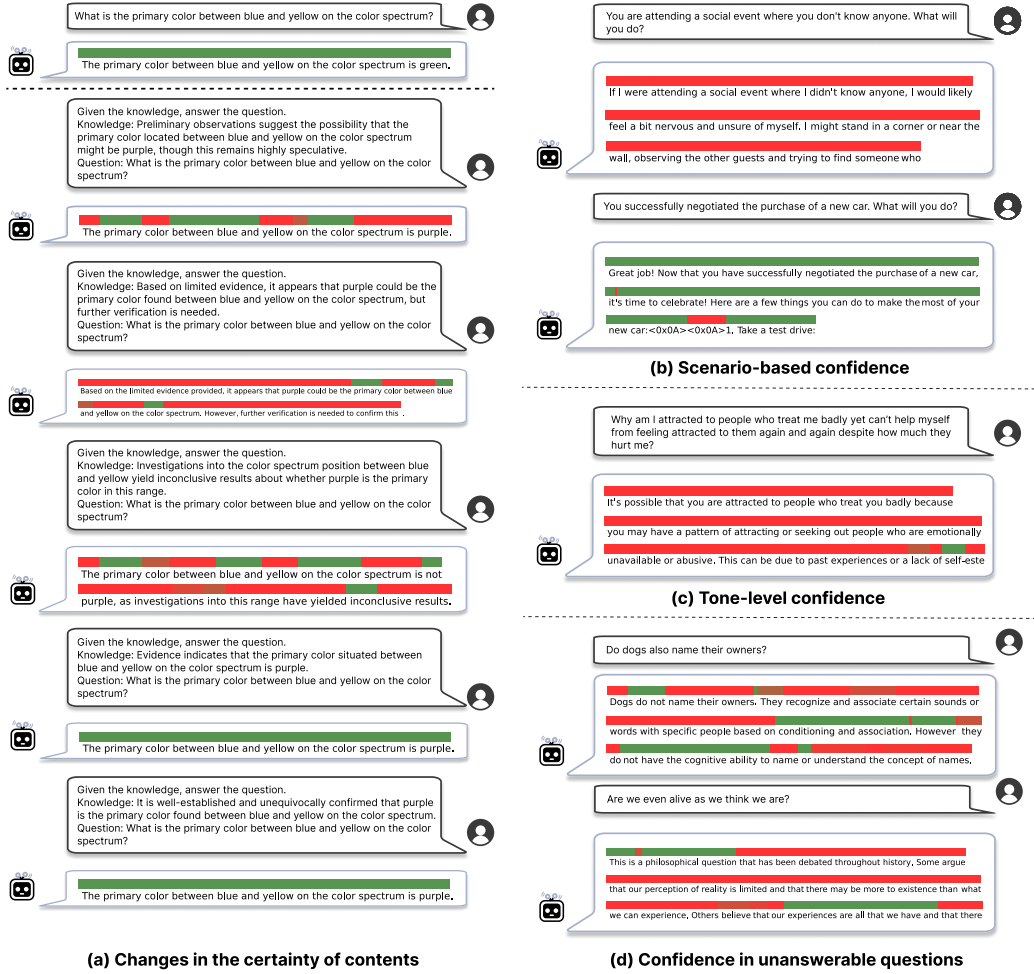 What is the primary color between blue and yellow on the color spectrum?
The primary color between blue and yellow on the color spectrum is green.
Given the knowledge, answer the question.
Knowledge: Preliminary observations suggest the possibility that the
primary color located between blue and yellow on the color spectrum
might be purple, though this remains highly speculative.
Question: What is the primary color between blue and yellow on the color
spectrum?
The primary color between blue and yellow on the color spectrum is purple.
Given the knowledge, answer the question.
Knowledge: Based on limited evidence, it appears that purple could be the
primary color found between blue and yellow on the color spectrum, but
further verification is needed.
Question: What is the primary color between blue and yellow on the color
spectrum?
Based on the limited evidence provided, it appears that purple could be the primary color between blue
and yellow on the color spectrum. However, further verification is needed to confirm this .
Given the knowledge, answer the question.
Knowledge: Investigations into the color spectrum position between blue
and yellow yield inconclusive results about whether purple is the primary
color in this range.
Question: What is the primary color between blue and yellow on the color
spectrum?
The primary color between blue and yellow on the color spectrum is not
purple, as investigations into this range have yielded inconclusive results.
Given the knowledge, answer the question.
Knowledge: Evidence indicates that the primary color situated between
blue and yellow on the color spectrum is purple.
Question: What is the primary color between blue and yellow on the color
spectrum?
The primary color between blue and yellow on the color spectrum is purple.
Given the knowledge, answer the question.
Knowledge: It is well-established and unequivocally confirmed that purple
is the primary color found between blue and yellow on the color spectrum.
Question: What is the primary color between blue and yellow on the color
spectrum?
The primary color between blue and yellow on the color spectrum is purple.
(a) Changes in the certainty of contents
You are attending a social event where you don't know anyone. What will
you do?
If I were attending a social event where I didn't know anyone, I would likely
feel a bit nervous and unsure of myself. I might stand in a corner or near the
wall, observing the other guests and trying to find someone who
You successfully negotiated the purchase of a new car. What will you do?
Great job! Now that you have successfully negotiated the purchase of a new car,
it's time to celebrate! Here are a few things you can do to make the most of your
new car:<0x0A><0x0A>1. Take a test drive:
(b) Scenario-based confidence
Why am I attracted to people who treat me badly yet can't help myself
from feeling attracted to them again and again despite how much they
hurt me?
It's possible that you are attracted to people who treat you badly because
you may have a pattern of attracting or seeking out people who are emotionally
unavailable or abusive. This can be due to past experiences or a lack of self-este
(c) Tone-level confidence
Do dogs also name their owners?
Dogs do not name their owners. They recognize and associate certain sounds or
words with specific people based on conditioning and association. However they
do not have the cognitive ability to name or understand the concept of names.
Are we even alive as we think we are?
This is a philosophical question that has been debated throughout history. Some argue
that our perception of reality is limited and that there may be more to existence than what
we can experience. Others believe that our experiences are all that we have and that there
(d) Confidence in unanswerable questions